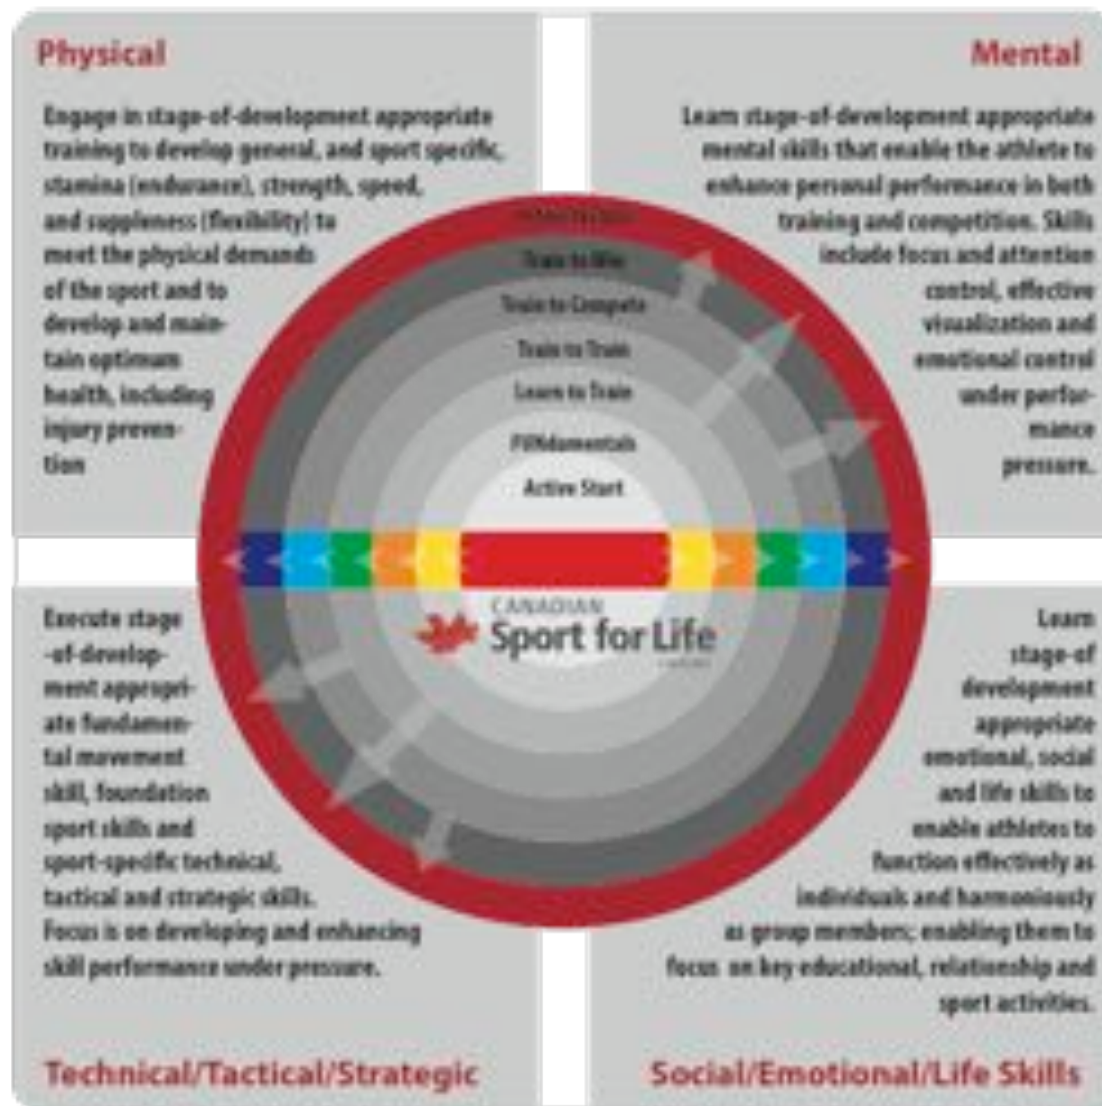 Physical
Engage in stage-of-development appropriate
training to develop general, and sport specific,
stamina (endurance), strength, speed,
and suppleness (flexibility) to
meet the physical demands
of the sport and to
develop and main-
tain optimum
health, including
injury preven-
tion
Mental
Learn stage-of-development appropriate
mental skills that enable the athlete to
enhance personal performance in both
training and competition. Skills
include focus and attention
control, effective
visualization and
emotional control
under perfor-
mance
pressure.
Train to Win
Train to Compete
Train to Train
Learn to Train
FUNdamentals
Active Start
CANADIAN
Sport for Life
Execute stage
-of-develop-
ment appropri-
ate fundamen-
tal movement
skill, foundation
sport skills and
sport-specific technical,
tactical and strategic skills.
Focus is on developing and enhancing
skill performance under pressure.
Technical/Tactical/Strategic
Learn
stage-of
development
appropriate
emotional, social
and life skills to
enable athletes to
function effectively as
individuals and harmoniously
as group members; enabling them to
focus on key educational, relationship and
sport activities.
Social/Emotional/Life Skills